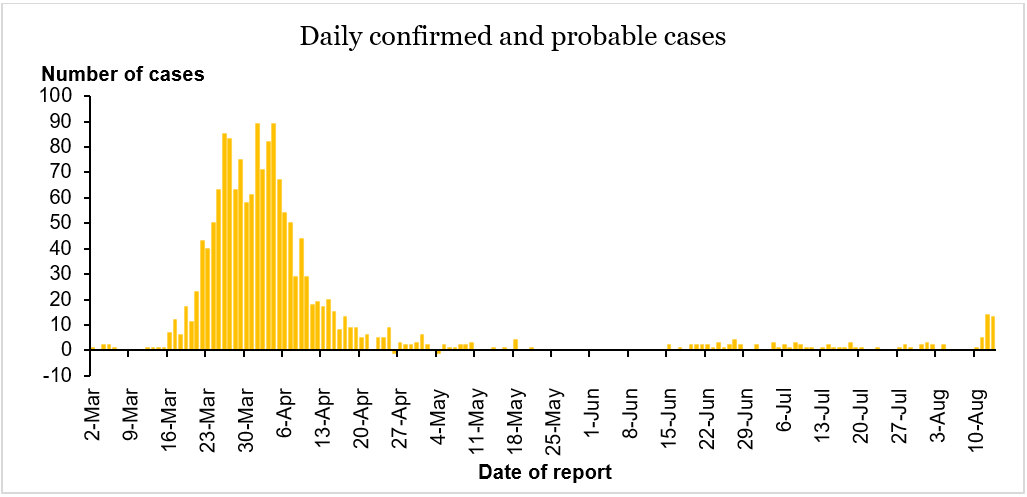 Daily confirmed and probable cases
Number of cases
100
90
80
70
60
50
40
30
20
10
0
-10
2-Mar
9-Mar
16-Mar
23-Mar
30-Mar
6-Apr
13-Apr
20-Apr
27-Apr
4-May
11-May
18-May
25-May
1-Jun
8-Jun
15-Jun
22-Jun
29-Jun
6-Jul
13-Jul
20-Jul
27-Jul
3-Aug
10-Aug
Date of report